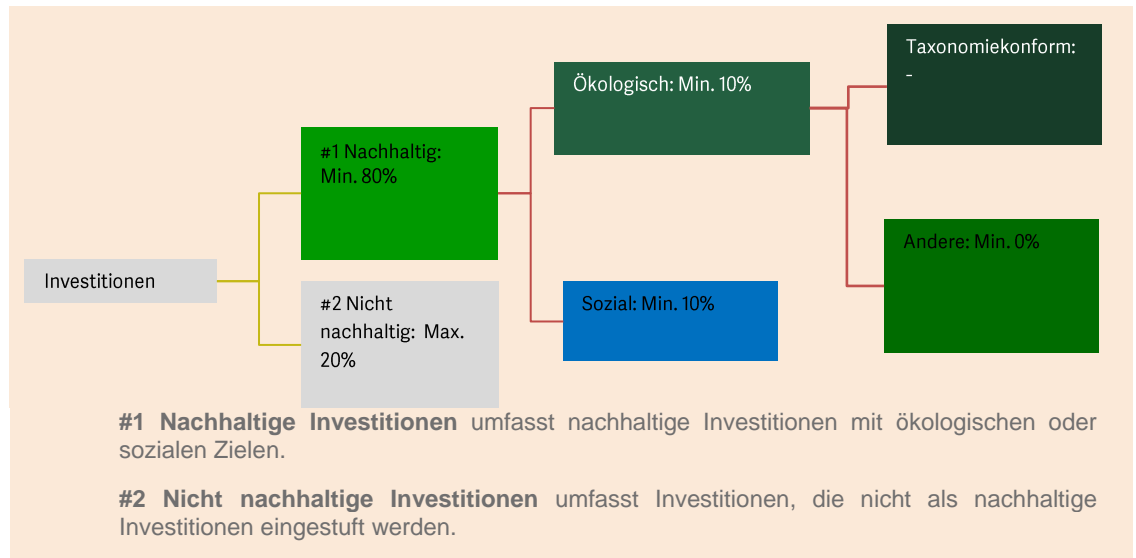 Taxonomiekonform:
-
Ökologisch: Min. 10%
#1 Nachhaltig:
Min. 80%
Andere: Min. 0%
Investitionen
#2 Nicht
nachhaltig: Max.
20%
Sozial: Min. 10%
#1 Nachhaltige Investitionen umfasst nachhaltige Investitionen mit ökologischen oder
sozialen Zielen.
#2 Nicht nachhaltige Investitionen umfasst Investitionen, die nicht als nachhaltige
Investitionen eingestuft werden.